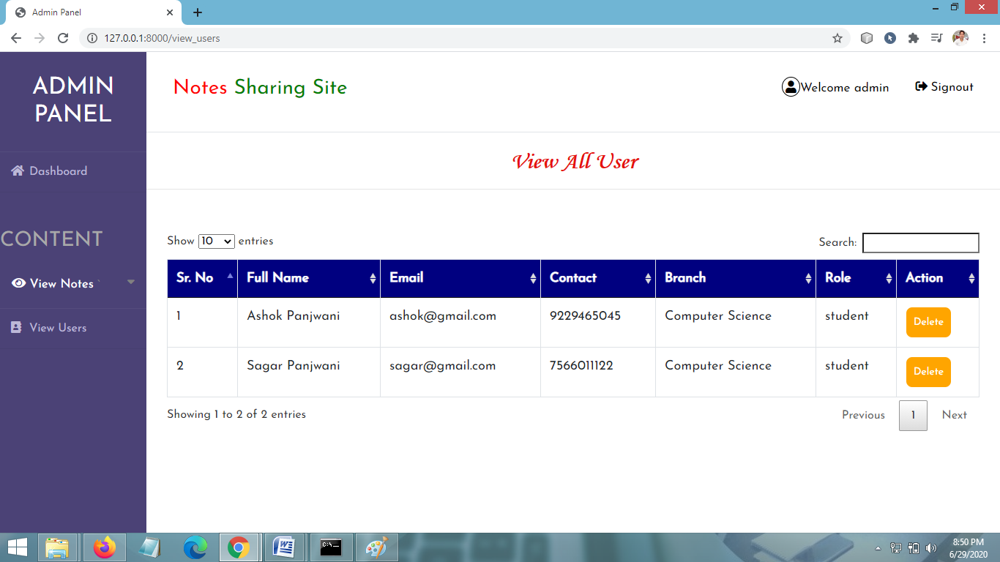 Admin Panel
127.0.0.1:8000/view_users
ADMIN
PANEL
Notes Sharing Site
Welcome admin
Signout
View All User
Dashboard
CONTENT
View Notes `
View Users
Show 10 entries
Search:
Sr. No Full Name Email Contact Branch Role Action
1 Ashok Panjwani ashok@gmail.com 9229465045 Computer Science student Delete
2 Sagar Panjwani sagar@gmail.com 7566011122 Computer Science student Delete
Showing 1 to 2 of 2 entries
Previous 1 Next
C:\_
8:50 PM
6/29/2020